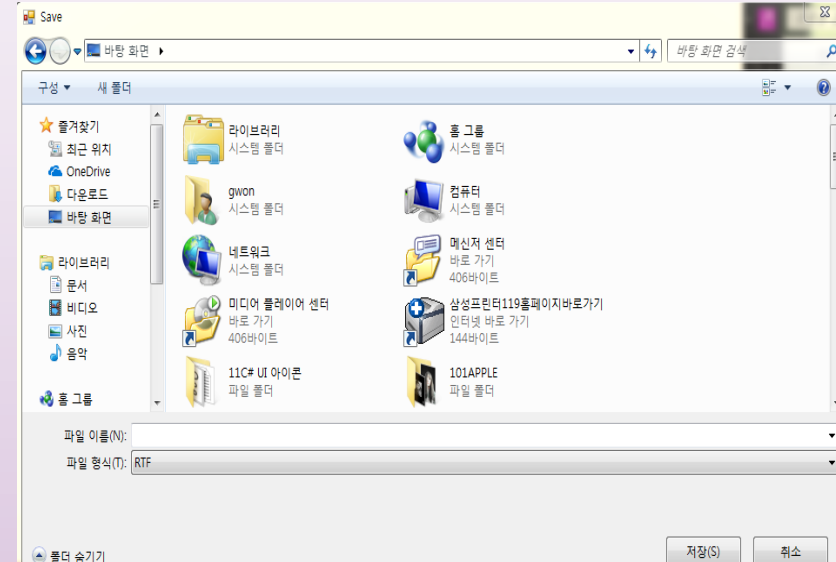 Save
바탕 화면
바탕 화면 검색
구성
새 폴더
즐겨찾기
최근 위치
OneDrive
다운로드
바탕 화면
라이브러리
문서
비디오
사진
음악
홈 그룹
라이브러리
시스템 폴더
홈 그룹
시스템 폴더
gwon
시스템 폴더
컴퓨터
시스템 폴더
네트워크
시스템 폴더
메신저 센터
바로 가기
406바이트
미디어 플레이어 센터
바로 가기
406바이트
삼성프린터119홈페이지바로가기
인터넷 바로 가기
144바이트
11C# UI 아이콘
파일 폴더
101APPLE
파일 폴더
파일 이름(N):
파일 형식(T): RTF
폴더 숨기기
저장(S)
취소